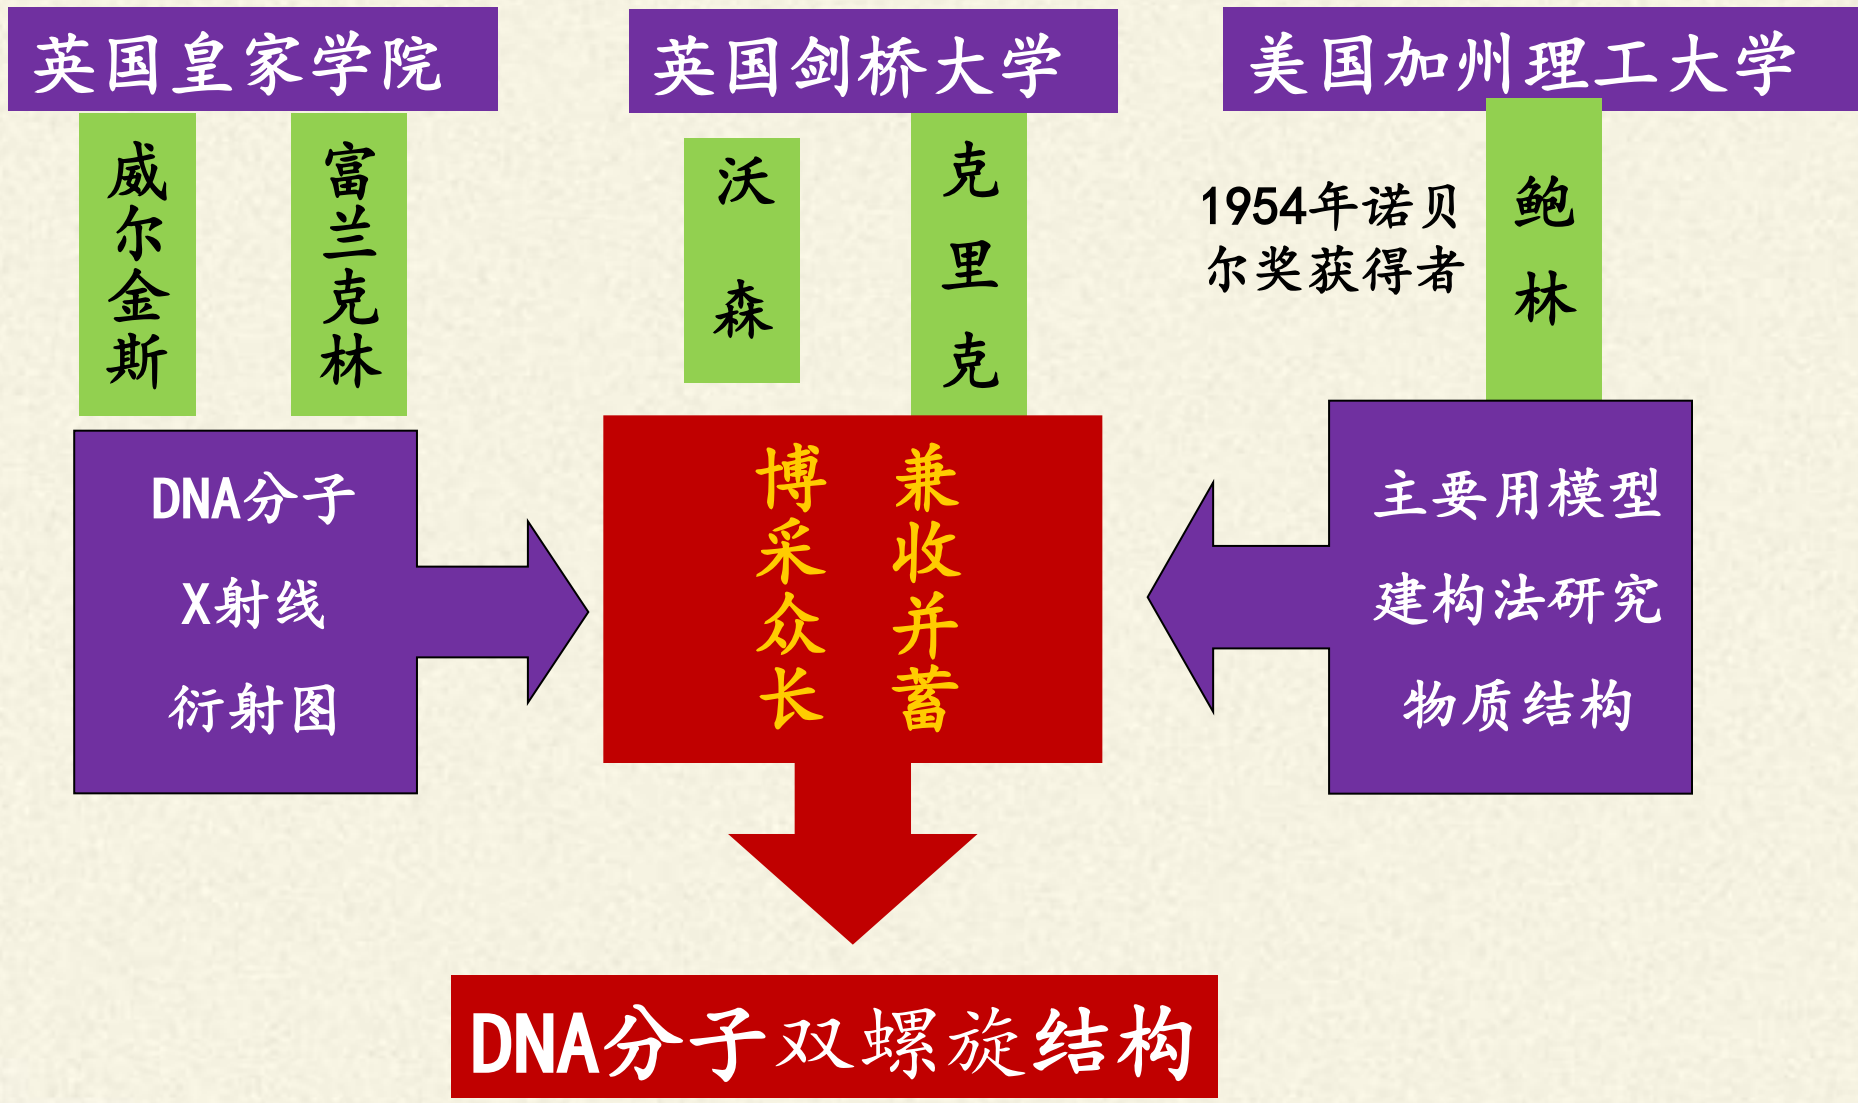 英国皇家学院
英国剑桥大学
美国加州理工大学
威尔金斯
富兰克林
沃森
克里克
1954年诺贝
尔奖获得者
鲍林
DNA分子
X射线
衍射图
博采众长
兼收并蓄
主要用模型
建构法研究
物质结构
DNA分子双螺旋结构